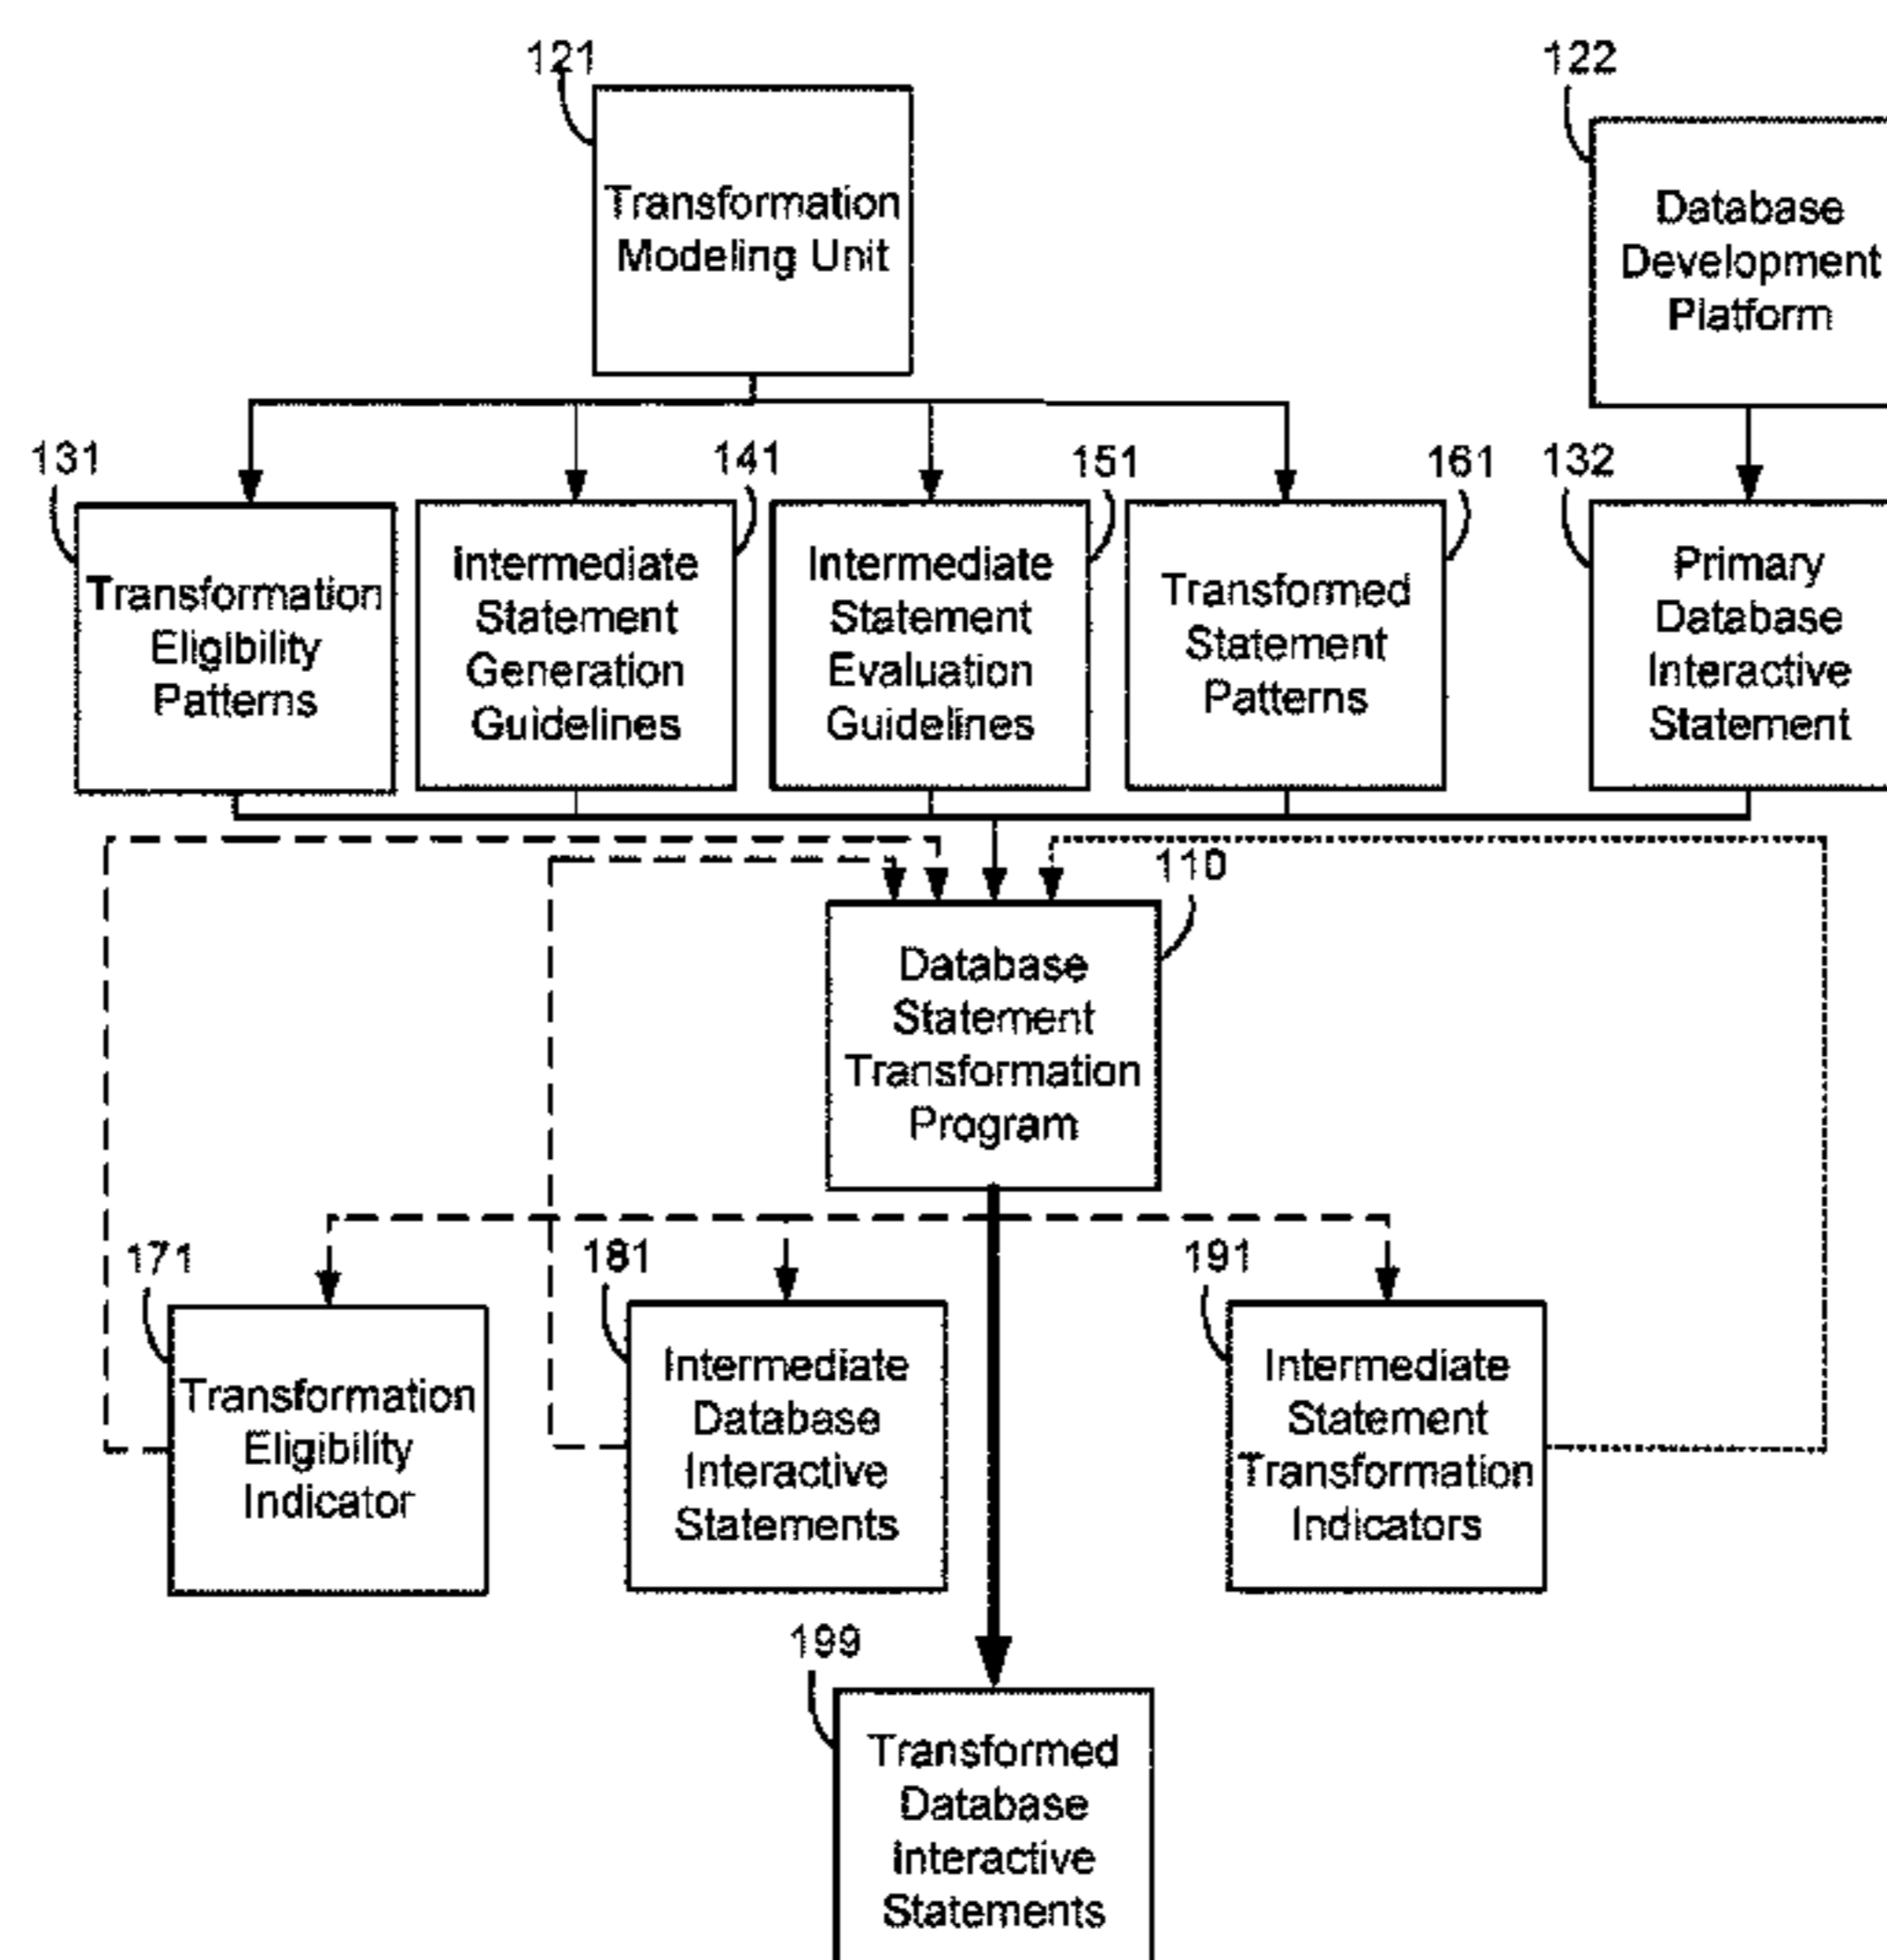 121
Transformation
Modeling Unit
122
Database
Development
Platform
131
Transformation
Eligibility
Patterns
141
Intermediate
Statement
Generation
Guidelines
151
Intermediate
Statement
Evaluation
Guidelines
161
Transformed
Statement
Patterns
132
Primary
Database
Interactive
Statement
110
Database
Statement
Transformation
Program
171
Transformation
Eligibility
Indicator
181
Intermediate
Database
Interactive
Statements
191
Intermediate
Statement
Transformation
Indicators
199
Transformed
Database
Interactive
Statements